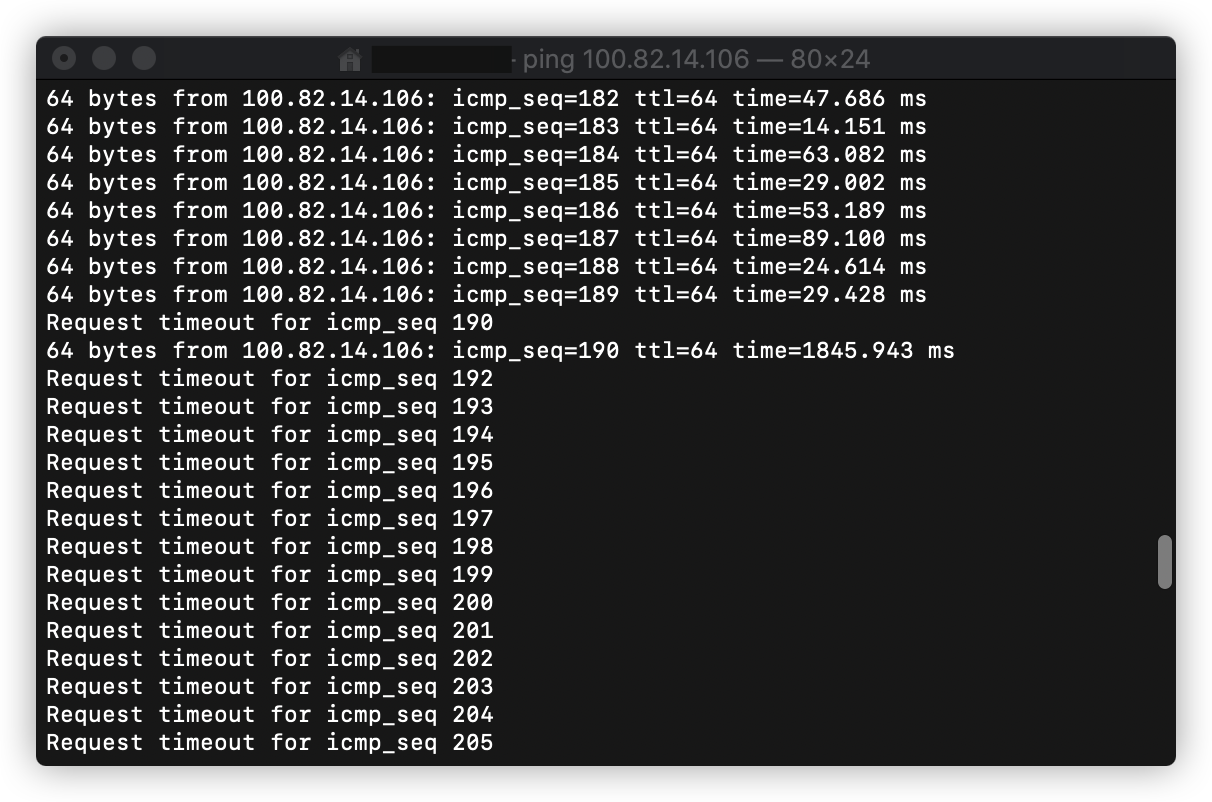 - ping 100.82.14.106 — 80×24
64 bytes from 100.82.14.106: icmp_seq=182 ttl=64 time=47.686 ms
64 bytes from 100.82.14.106: icmp_seq=183 ttl=64 time=14.151 ms
64 bytes from 100.82.14.106: icmp_seq=184 ttl=64 time=63.082 ms
64 bytes from 100.82.14.106: icmp_seq=185 ttl=64 time=29.002 ms
64 bytes from 100.82.14.106: icmp_seq=186 ttl=64 time=53.189 ms
64 bytes from 100.82.14.106: icmp_seq=187 ttl=64 time=89.100 ms
64 bytes from 100.82.14.106: icmp_seq=188 ttl=64 time=24.614 ms
64 bytes from 100.82.14.106: icmp_seq=189 ttl=64 time=29.428 ms
Request timeout for icmp_seq 190
64 bytes from 100.82.14.106: icmp_seq=190 ttl=64 time=1845.943 ms
Request timeout for icmp_seq 192
Request timeout for icmp_seq 193
Request timeout for icmp_seq 194
Request timeout for icmp_seq 195
Request timeout for icmp_seq 196
Request timeout for icmp_seq 197
Request timeout for icmp_seq 198
Request timeout for icmp_seq 199
Request timeout for icmp_seq 200
Request timeout for icmp_seq 201
Request timeout for icmp_seq 202
Request timeout for icmp_seq 203
Request timeout for icmp_seq 204
Request timeout for icmp_seq 205